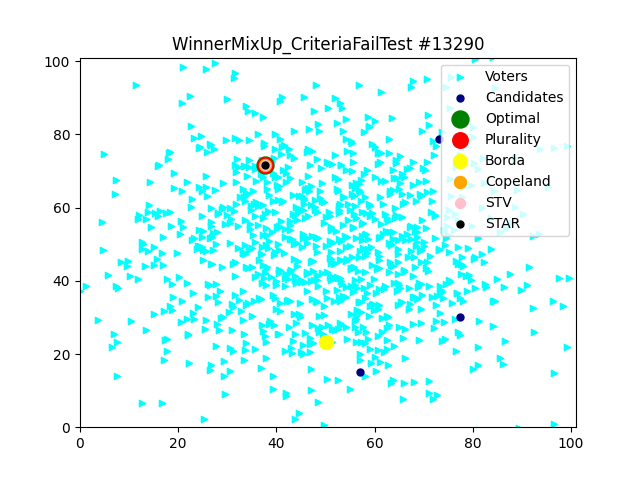 WinnerMixUp_CriteriaFailTest #13290
100
80
60
40
20
0
0
20
40
60
80
100
Voters
Candidates
Optimal
Plurality
Borda
Copeland
STV
STAR